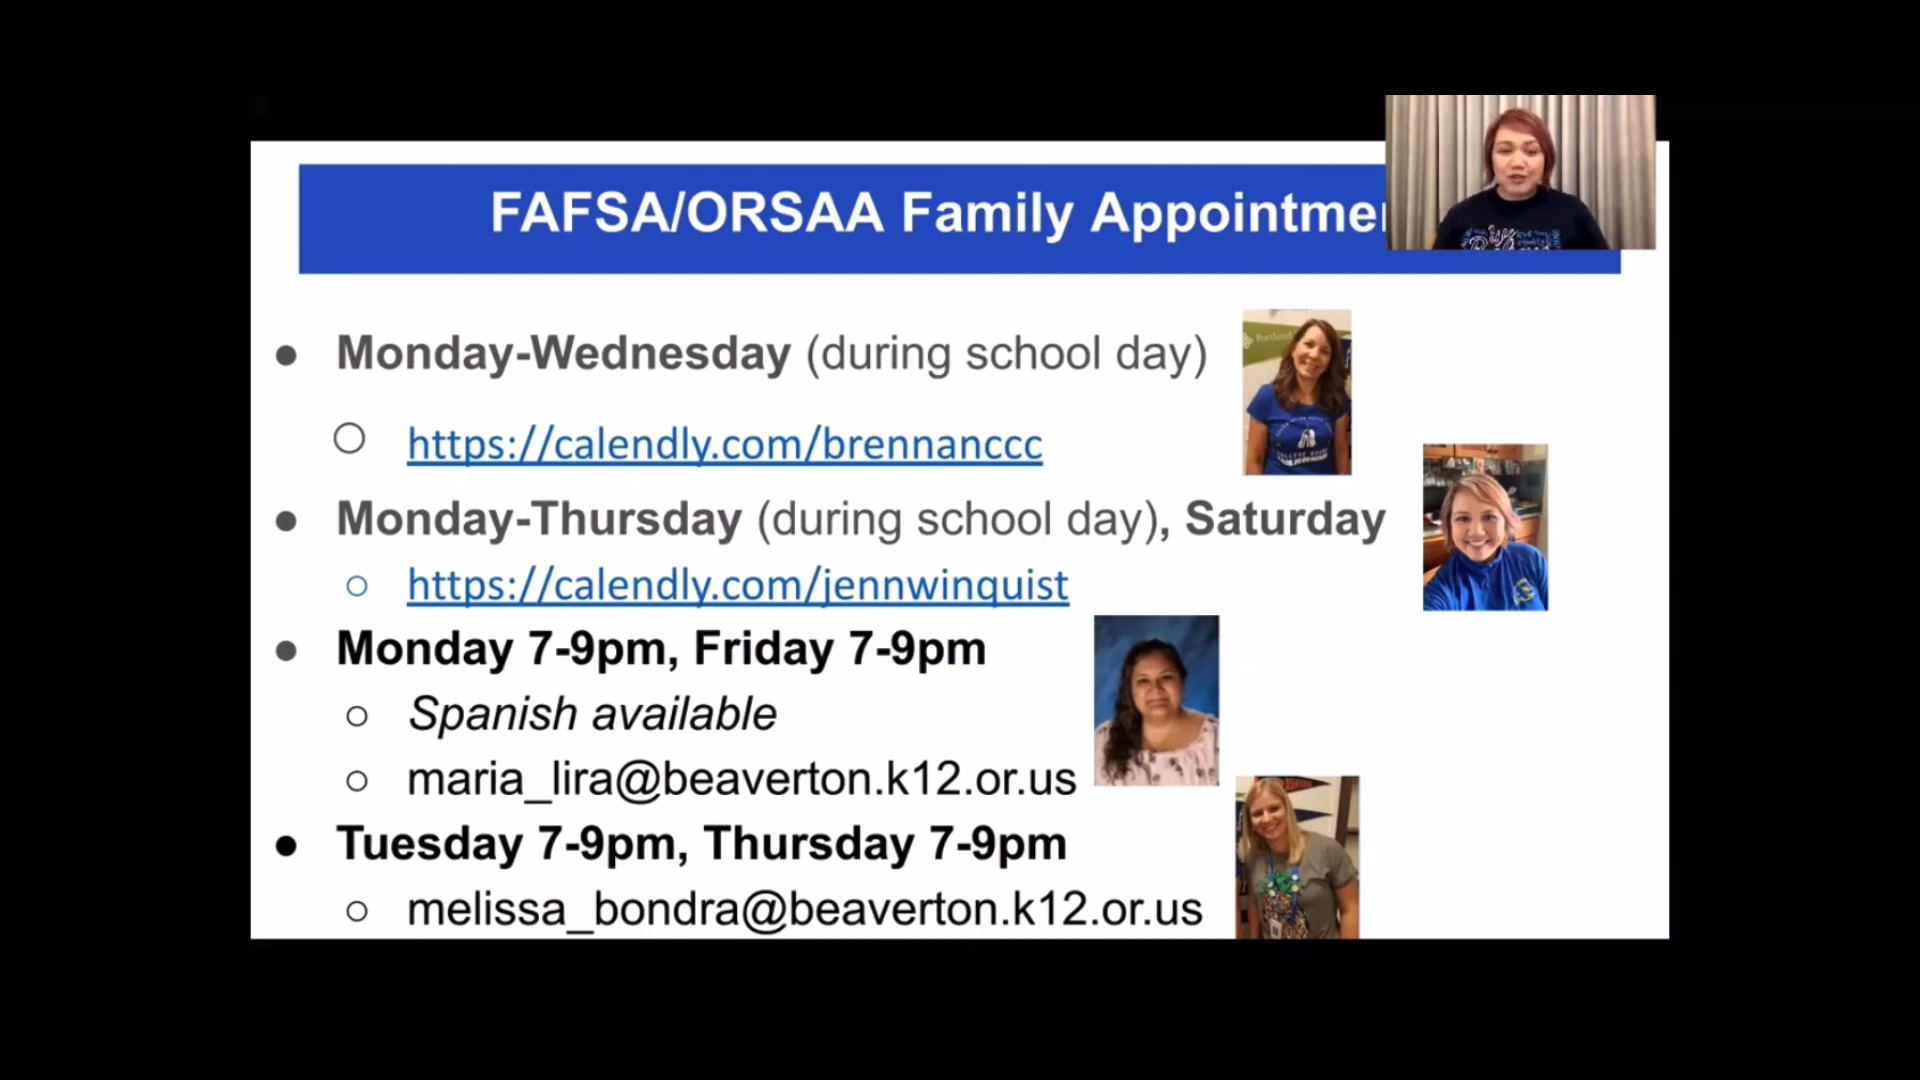 FAFSA/ORSAA Family Appointme
Monday-Wednesday (during school day)
https://calendly.com/brennanccc
Monday-Thursday (during school day), Saturday
https://calendly.com/jennwinquist
Monday 7-9pm, Friday 7-9pm
Spanish available
maria_lira@beaverton.k12.or.us
Tuesday 7-9pm, Thursday 7-9pm
melissa_bondra@beaverton.k12.or.us